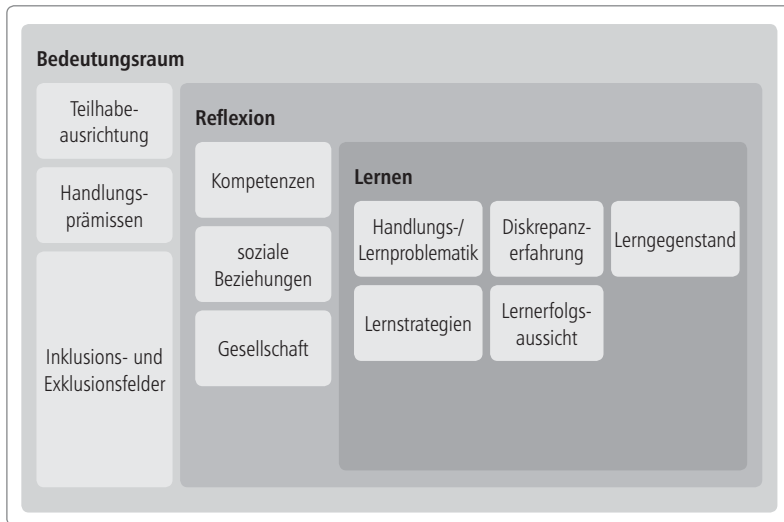 Bedeutungsraum
Teilhabe-
ausrichtung
Handlungs-
prämissen
Inklusions- und
Exklusionsfelder
Reflexion
Kompetenzen
soziale
Beziehungen
Gesellschaft
Lernen
Handlungs-/
Lernproblematik
Diskrepanz-
erfahrung
Lerngegenstand
Lernstrategien
Lernerfolgs-
aussicht